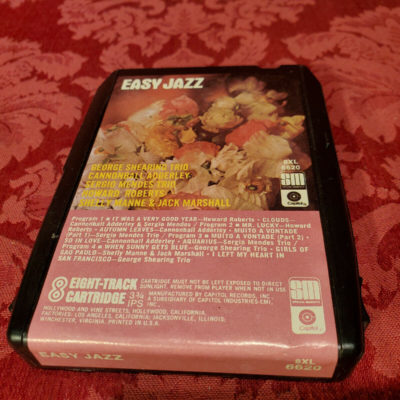 EASY JAZZ
GEORGE SHEARING TRIO
CANNONBALL ADDERLEY
SERGIO MENDES TRIO
HOWARD ROBERTS
SHELLY MANNE & JACK MARSHALL
8XL
6620
SM
Capitol
Program 1 • IT WAS A VERY GOOD YEAR—Howard Roberts - CLOUDS—
Cannonball Adderley & Sergio Mendes / Program 2 • MR. LUCKY—Howard
Roberts - AUTUMN LEAVES—Cannonball Adderley - MUITO A VONTADE
(Part 1)—Sergio Mendes Trio / Program 3 • MUITO A VONTADE (Part 2) -
SO IN LOVE—Cannonball Adderley - AQUARIUS—Sergio Mendes Trio
Program 4 • WHEN SUNNY GETS BLUE—George Shearing Trio - GIRLS OF
SAO PAULO—Shelly Manne & Jack Marshall - I LEFT MY HEART IN
SAN FRANCISCO—George Shearing Trio
8 EIGHT-TRACK
CARTRIDGE 3¾
IPS
CARTRIDGE MUST NOT BE LEFT EXPOSED TO DIRECT
SUNLIGHT. REMOVE FROM PLAYER WHEN NOT IN USE
MANUFACTURED BY CAPITOL RECORDS, INC.,
A SUBSIDIARY OF CAPITOL INDUSTRIES-EMI,
INC.,
HOLLYWOOD AND VINE STREETS, HOLLYWOOD, CALIFORNIA.
FACTORIES: LOS ANGELES, CALIFORNIA; JACKSONVILLE, ILLINOIS;
WINCHESTER, VIRGINIA. PRINTED IN U.S.A.
SM
Capitol
EASY JAZZ
8XL
6620